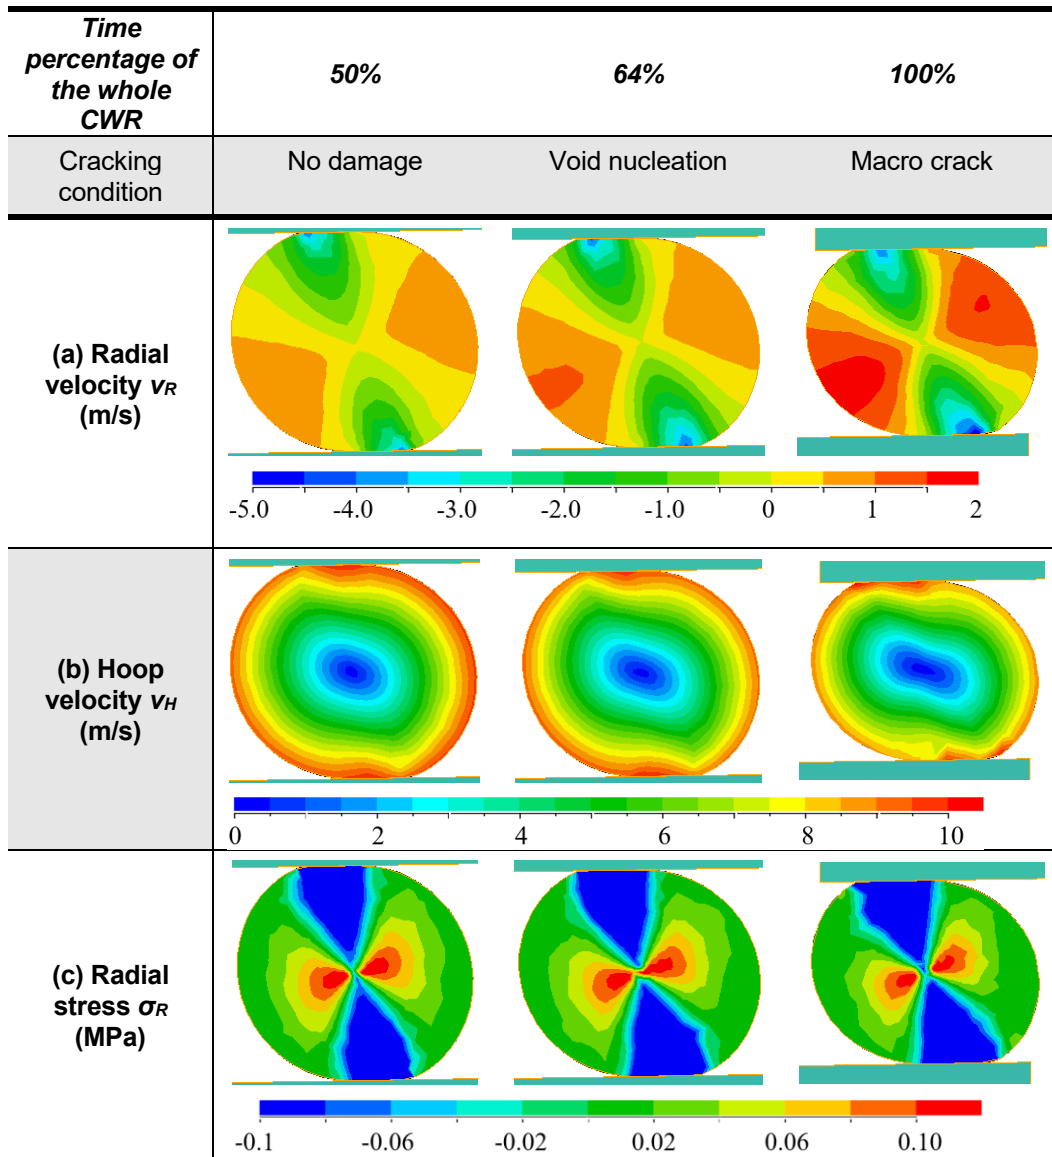 Time
percentage of
the whole
CWR
50%
64%
100%
Cracking
condition
No damage
Void nucleation
Macro crack
(a) Radial
velocity vR
(m/s)
-5.0 -4.0 -3.0 -2.0 -1.0 0 1 2
(b) Hoop
velocity vH
(m/s)
0 2 4 6 8 10
(c) Radial
stress σR
(MPa)
-0.1 -0.06 -0.02 0.02 0.06 0.10